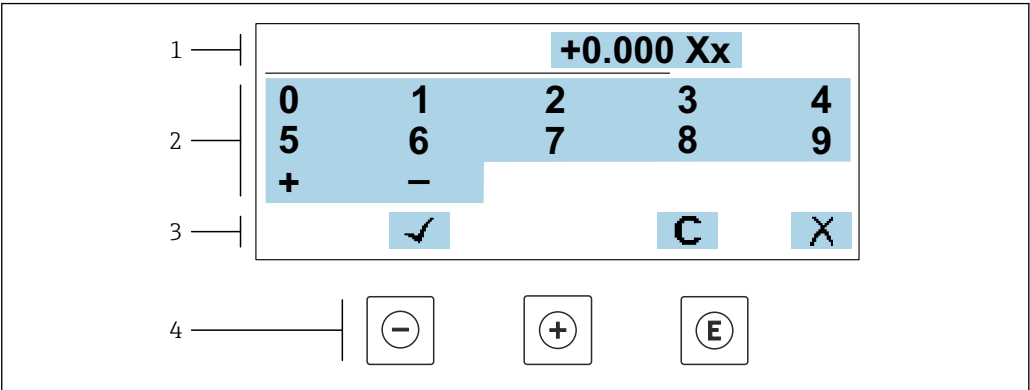 1 +0.000 Xx
0 1 2 3 4
2 5 6 7 8 9
+ –
3 ✓ C X
4 − + E